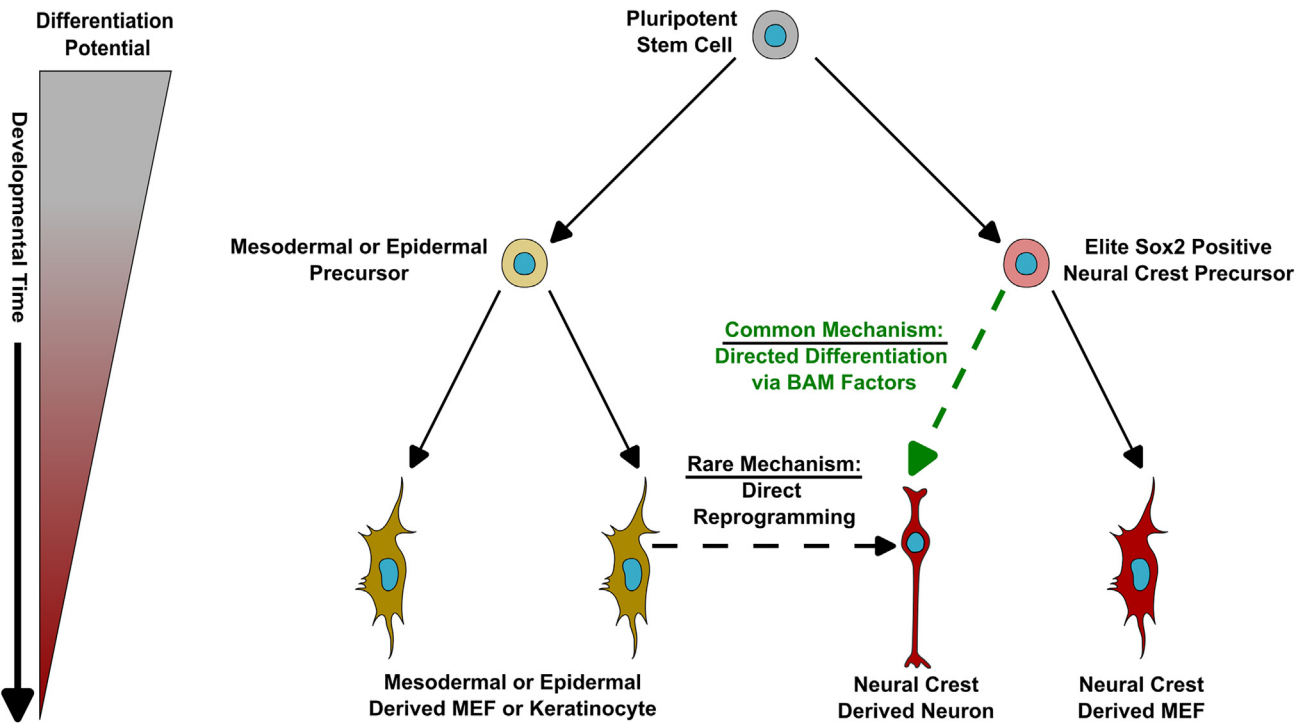 Differentiation
Potential
Developmental Time
Pluripotent
Stem Cell
Mesodermal or Epidermal
Precursor
Elite Sox2 Positive
Neural Crest Precursor
Common Mechanism:
Directed Differentiation
via BAM Factors
Rare Mechanism:
Direct
Reprogramming
Mesodermal or Epidermal
Derived MEF or Keratinocyte
Neural Crest
Derived Neuron
Neural Crest
Derived MEF